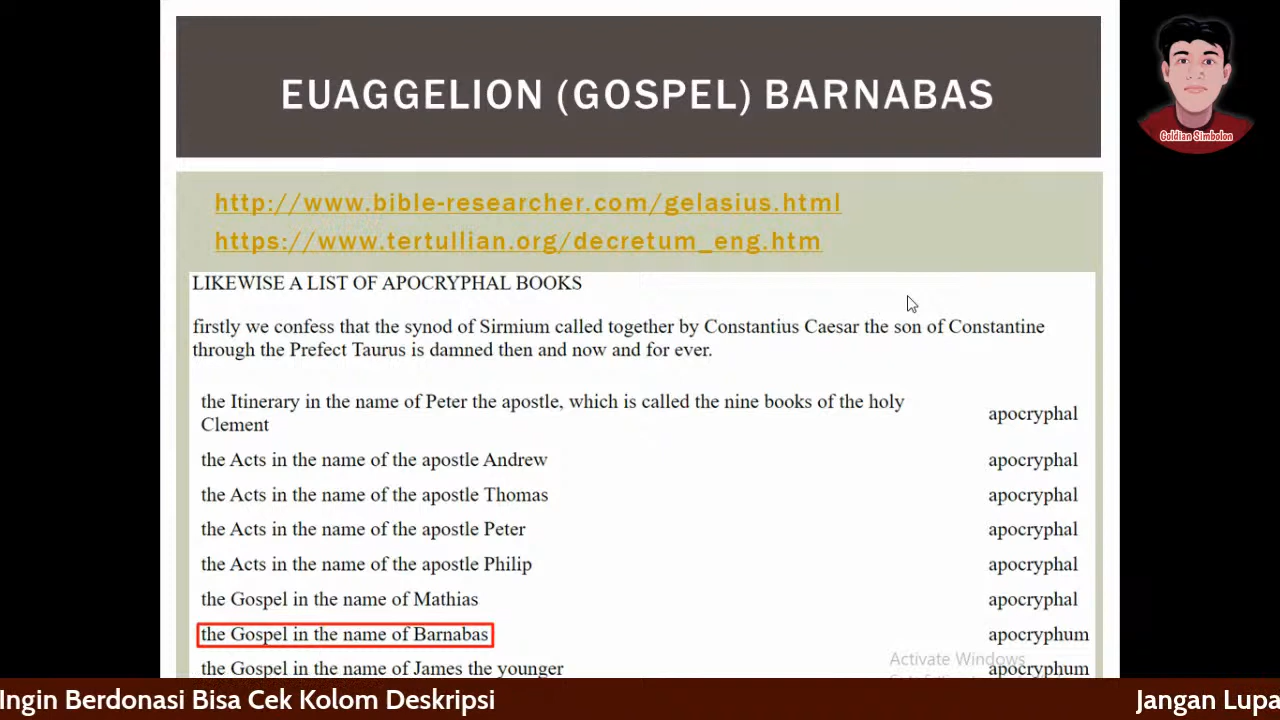 EUAGGELION (GOSPEL) BARNABAS
Goldian Simbolon
http://www.bible-researcher.com/gelasius.html
https://www.tertullian.org/decretum_eng.htm
LIKEWISE A LIST OF APOCRYPHAL BOOKS
firstly we confess that the synod of Sirmium called together by Constantius Caesar the son of Constantine
through the Prefect Taurus is damned then and now and for ever.
the Itinerary in the name of Peter the apostle, which is called the nine books of the holy
Clement
apocryphal
the Acts in the name of the apostle Andrew apocryphal
the Acts in the name of the apostle Thomas apocryphal
the Acts in the name of the apostle Peter apocryphal
the Acts in the name of the apostle Philip apocryphal
the Gospel in the name of Mathias apocryphal
the Gospel in the name of Barnabas apocryphum
Activate Windows
the Gospel in the name of James the younger apocryphum
Ingin Berdonasi Bisa Cek Kolom Deskripsi
Jangan Lupa